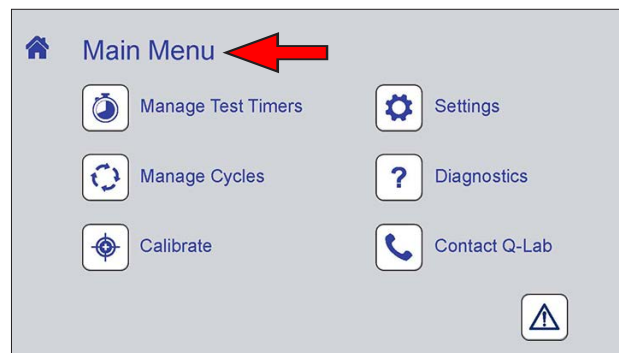 Main Menu
Manage Test Timers
Settings
Manage Cycles
?
Diagnostics
Calibrate
Contact Q-Lab
!